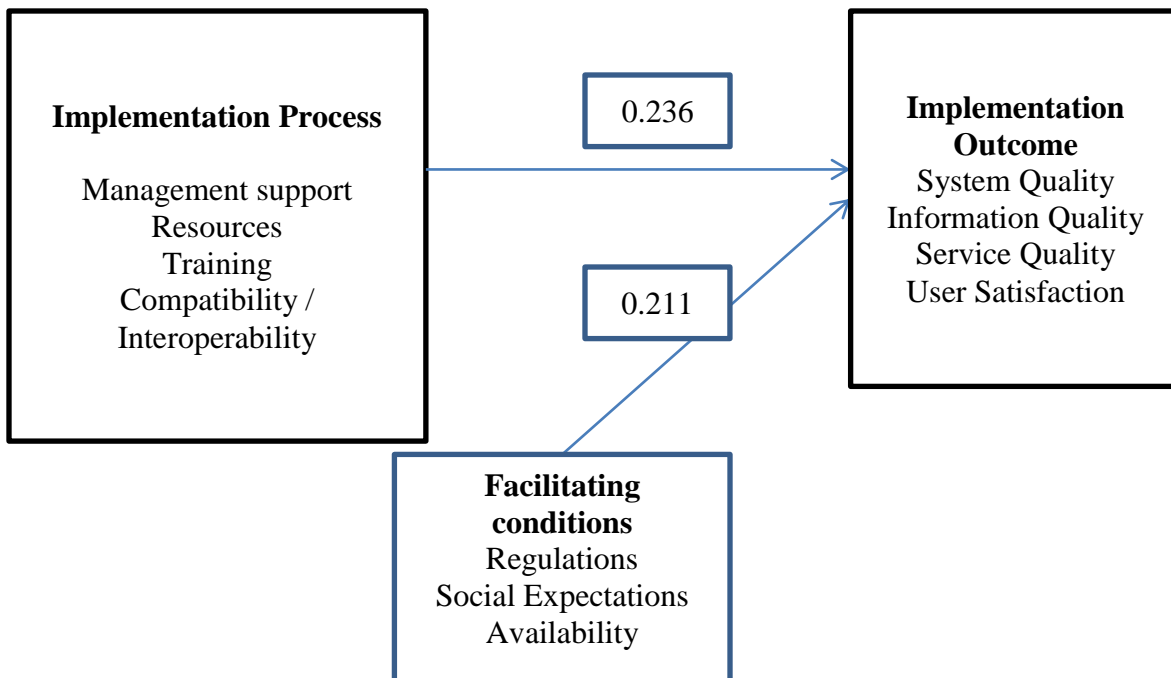 Implementation Process
Management support
Resources
Training
Compatibility /
Interoperability
0.236
0.211
Implementation
Outcome
System Quality
Information Quality
Service Quality
User Satisfaction
Facilitating
conditions
Regulations
Social Expectations
Availability